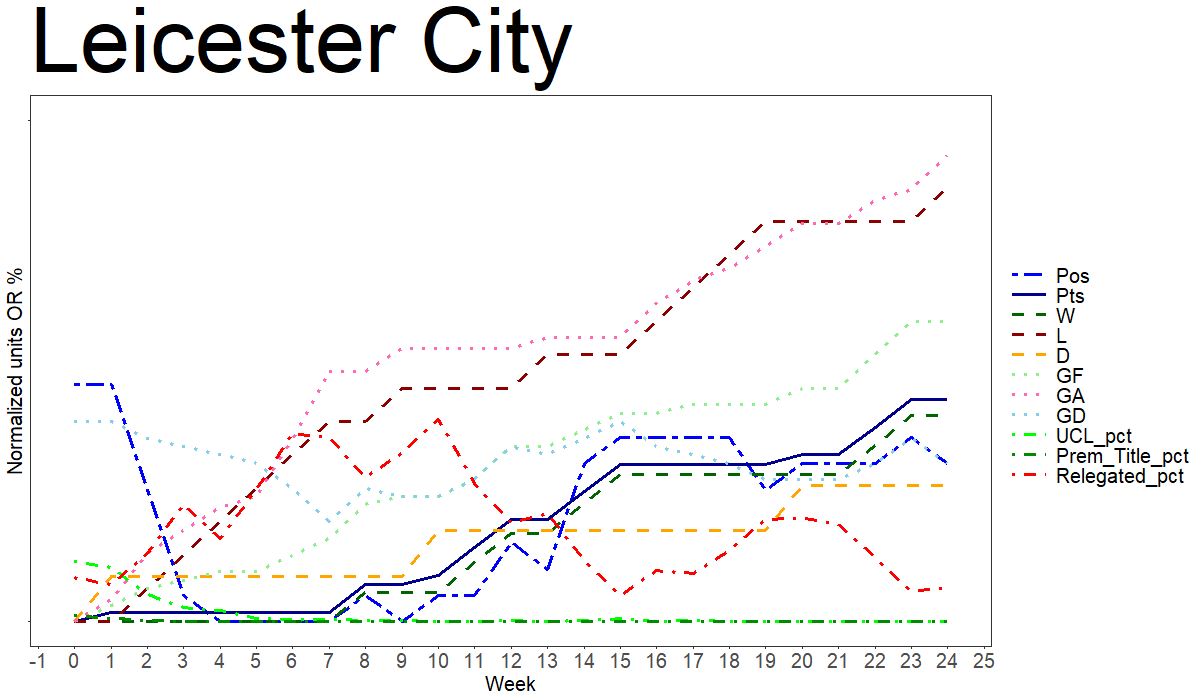 Leicester City
Normalized units OR %
-1 0 1 2 3 4 5 6 7 8 9 10 11 12 13 14 15 16 17 18 19 20 21 22 23 24 25
Week
Pos
Pts
W
L
D
GF
GA
GD
UCL_pct
Prem_Title_pct
Relegated_pct